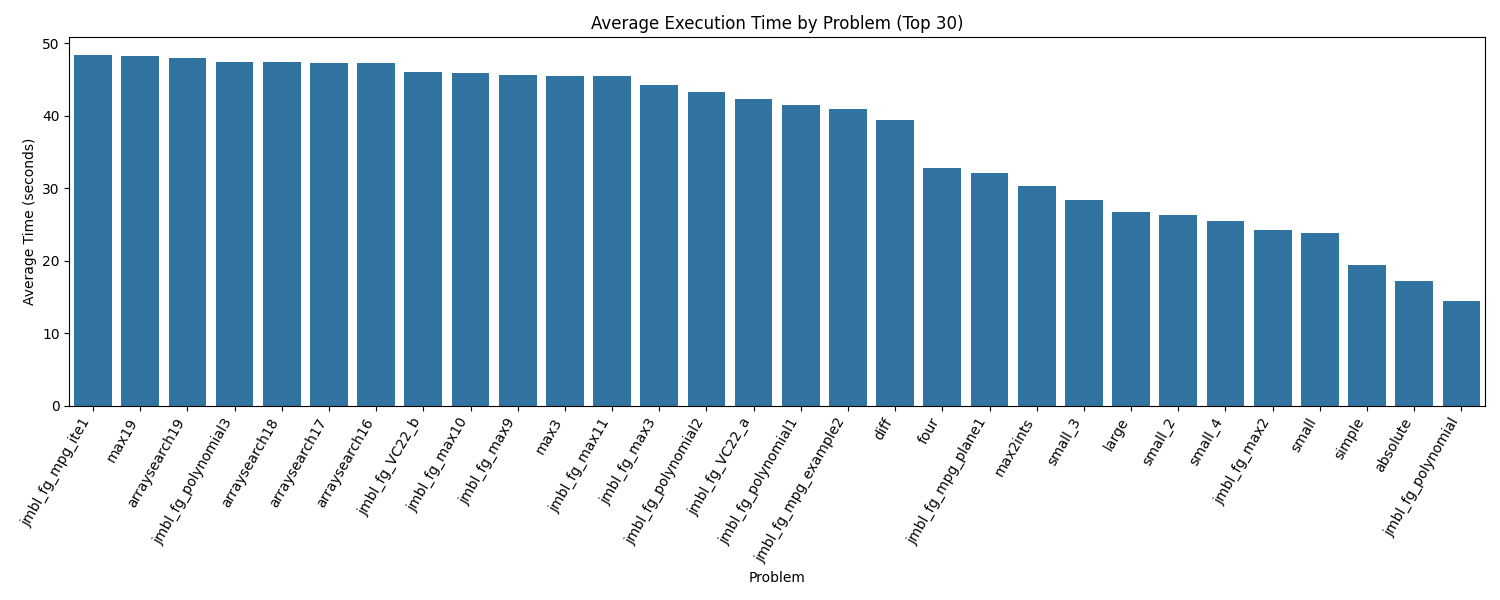 Average Execution Time by Problem (Top 30)
Average Time (seconds)
50
40
30
20
10
0
jmbl_fg_mpg_ite1
max19
arraysearch19
jmbl_fg_polynomial3
arraysearch18
arraysearch17
arraysearch16
jmbl_fg_VC22_b
jmbl_fg_max10
jmbl_fg_max9
max3
jmbl_fg_max11
jmbl_fg_max3
jmbl_fg_polynomial2
jmbl_fg_VC22_a
jmbl_fg_polynomial1
jmbl_fg_mpg_example2
diff
four
jmbl_fg_mpg_plane1
max2ints
small_3
large
small_2
small_4
jmbl_fg_max2
small
simple
absolute
jmbl_fg_polynomial
Problem